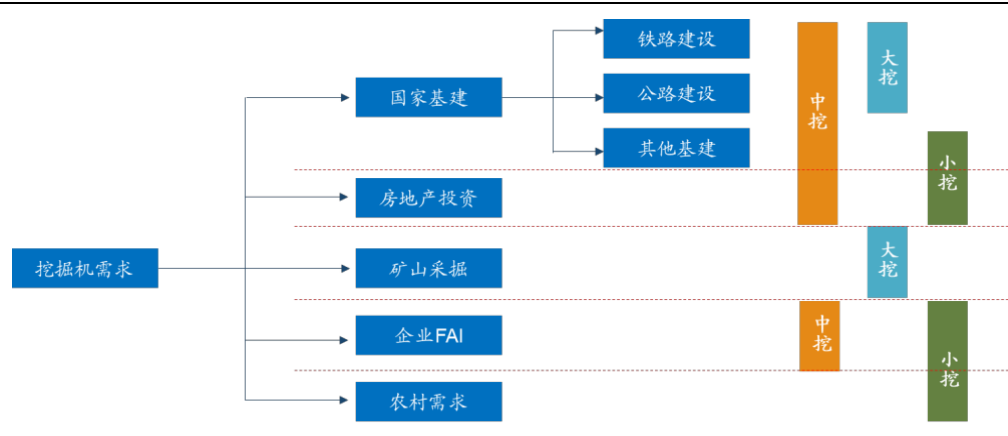 铁路建设
国家基建
公路建设
其他基建
房地产投资
挖掘机需求
矿山采掘
企业FAI
农村需求
中挖
大挖
小挖
大挖
中挖
小挖